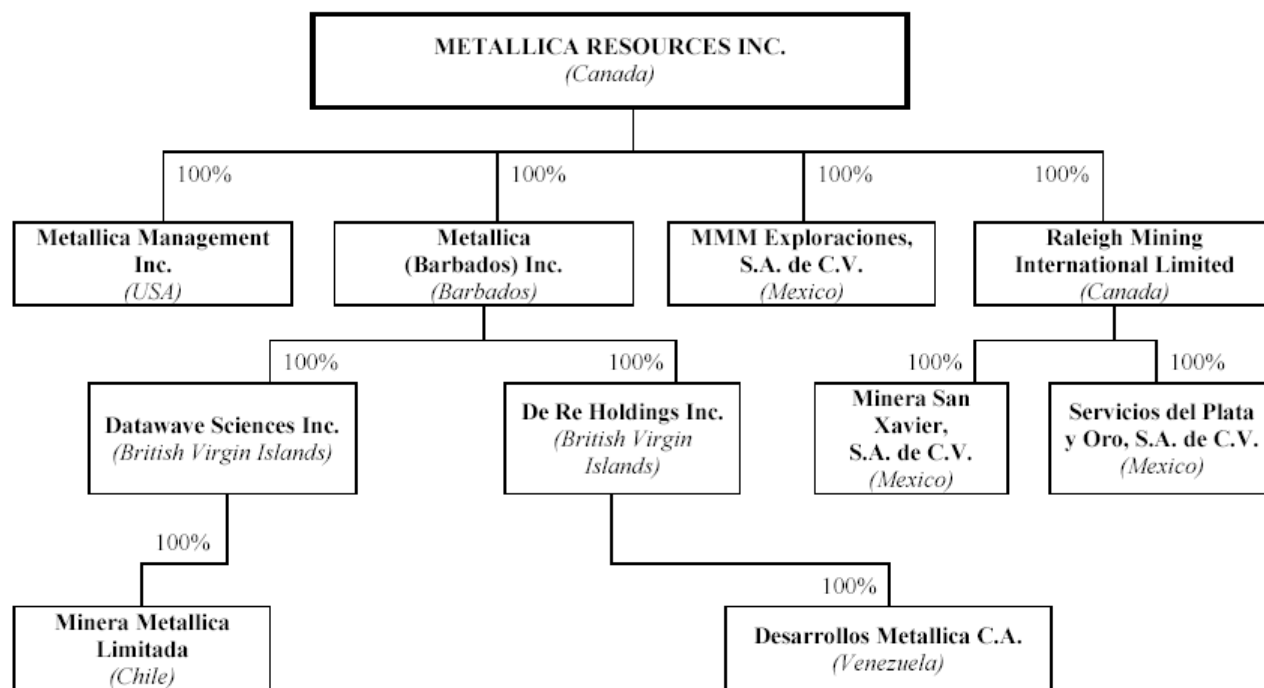 METALLICA RESOURCES INC.
(Canada)
100%
100%
100%
100%
Metallica Management
Inc.
(USA)
Metallica
(Barbados) Inc.
(Barbados)
MMM Exploraciones,
S.A. de C.V.
(Mexico)
Raleigh Mining
International Limited
(Canada)
100%
100%
100%
100%
Datawave Sciences Inc.
(British Virgin Islands)
De Re Holdings Inc.
(British Virgin
Islands)
Minera San
Xavier,
S.A. de C.V.
(Mexico)
Servicios del Plata
y Oro, S.A. de C.V.
(Mexico)
100%
100%
Minera Metallica
Limitada
(Chile)
Desarrollos Metallica C.A.
(Venezuela)